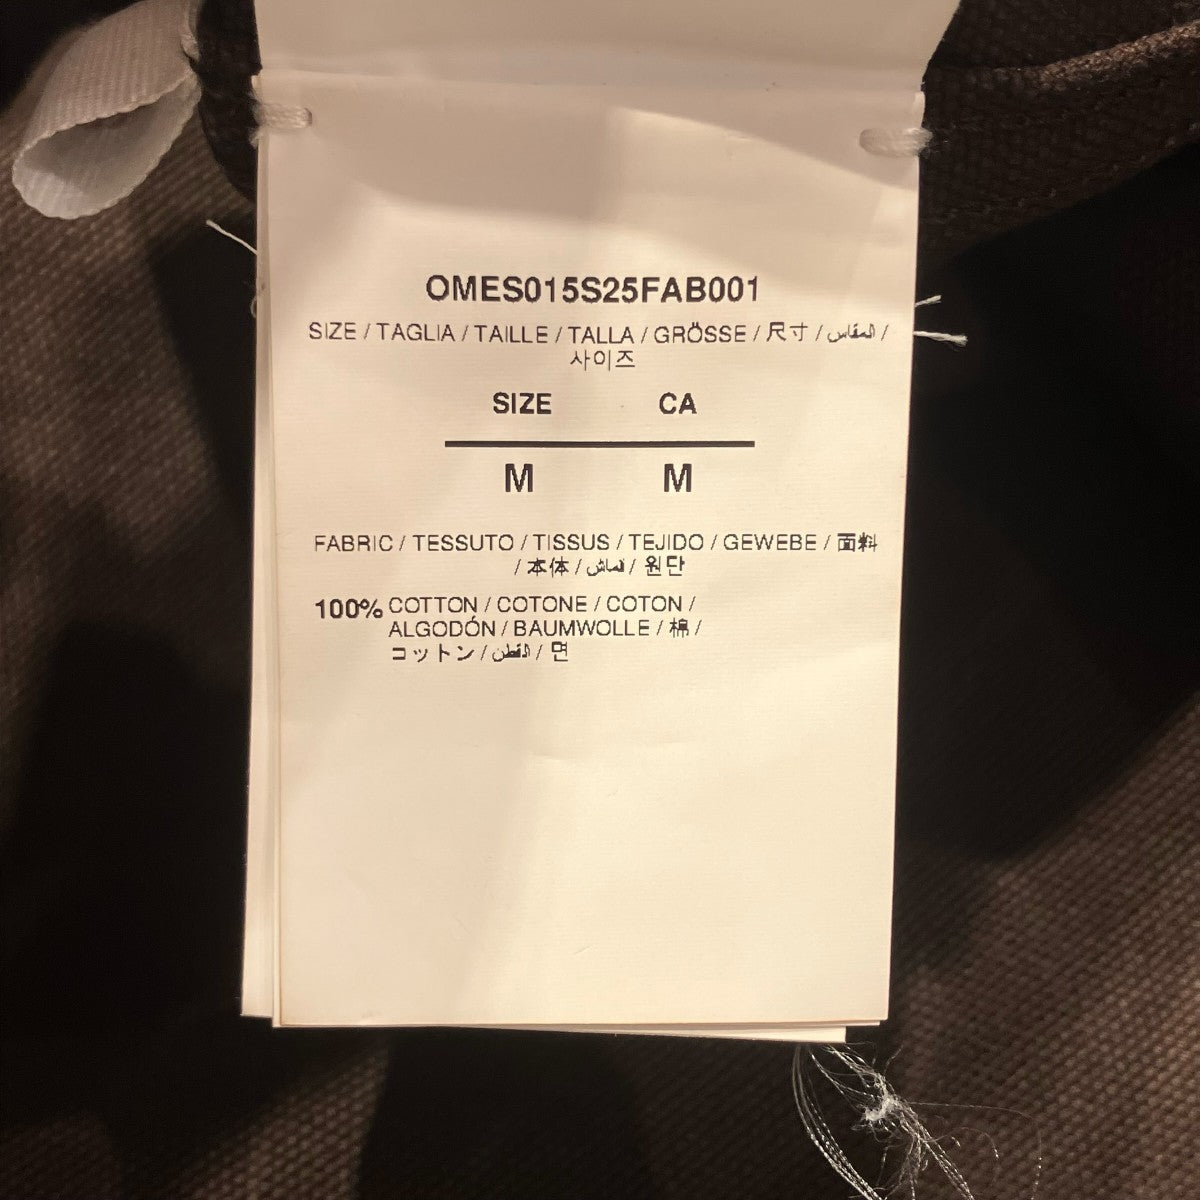 OMES015S25FAB001
SIZE / TAGLIA / TAILLE / TALLA / GRÖSSE / 尺寸 / المقاس /
사이즈
SIZE CA
M M
FABRIC / TESSUTO / TISSUS / TEJIDO / GEWEBE / 面料
/ 本体 / قماش / 원단
100% COTTON / COTONE / COTON /
ALGODÓN / BAUMWOLLE / 棉 /
コットン / القطن / 면